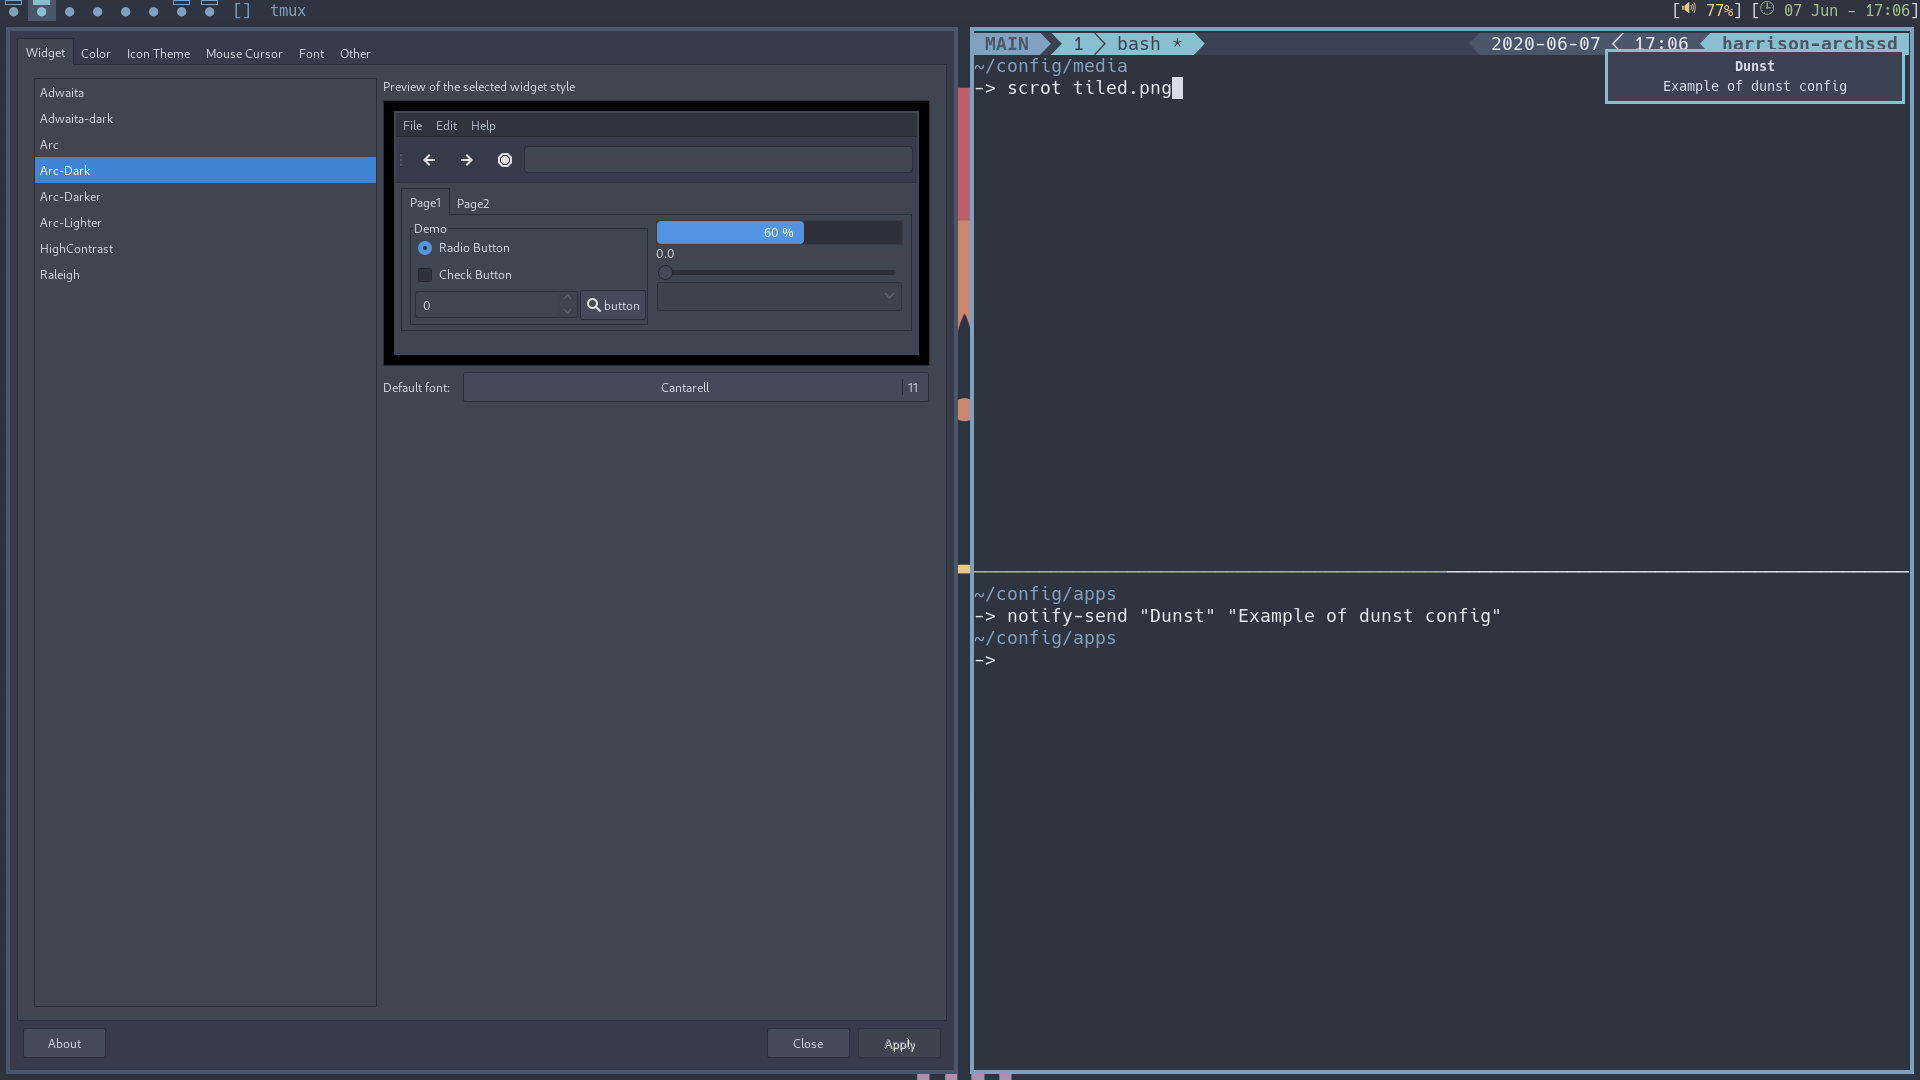 [] tmux
[ 77%] [ 07 Jun - 17:06]
Widget Color Icon Theme Mouse Cursor Font Other
Adwaita
Adwaita-dark
Arc
Arc-Dark
Arc-Darker
Arc-Lighter
HighContrast
Raleigh
Preview of the selected widget style
File Edit Help
Page1 Page2
Demo
Radio Button
Check Button
0
button
60 %
0.0
Default font:
Cantarell 11
About
Close
Apply
MAIN 1 bash *
2020-06-07 17:06 harrison-archssd
~/config/media
-> scrot tiled.png
Dunst
Example of dunst config
~/config/apps
-> notify-send "Dunst" "Example of dunst config"
~/config/apps
->